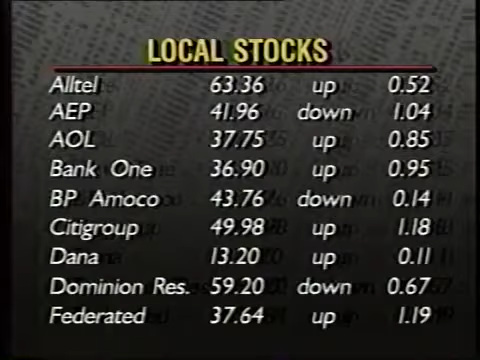 LOCAL STOCKS
Alltel 63.36 up 0.52
AEP 41.96 down 1.04
AOL 37.75 up 0.85
Bank One 36.90 up 0.95
BP Amoco 43.76 down 0.14
Citigroup 49.98 up 1.18
Dana 13.20 up 0.11
Dominion Res. 59.20 down 0.67
Federated 37.64 up 1.19